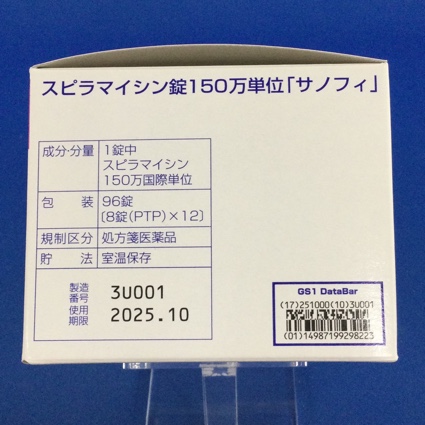 スピラマイシン錠150万単位「サノフィ」
成分・分量 1錠中
スピラマイシン
150万国際単位
包装 96錠
〔8錠(PTP)×12〕
規制区分 処方箋医薬品
貯法 室温保存
製造番号 3U001
使用期限 2025.10
GS1 DataBar
(17)251000(10)3U001
(01)14987199298223